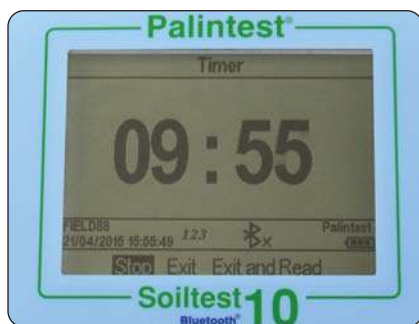 Palintest®
Timer
09 : 55
FIELD88 1.2.3 Palintest
21/04/2015 15:55:49
Stop Exit Exit and Read
Soiltest 10
Bluetooth®